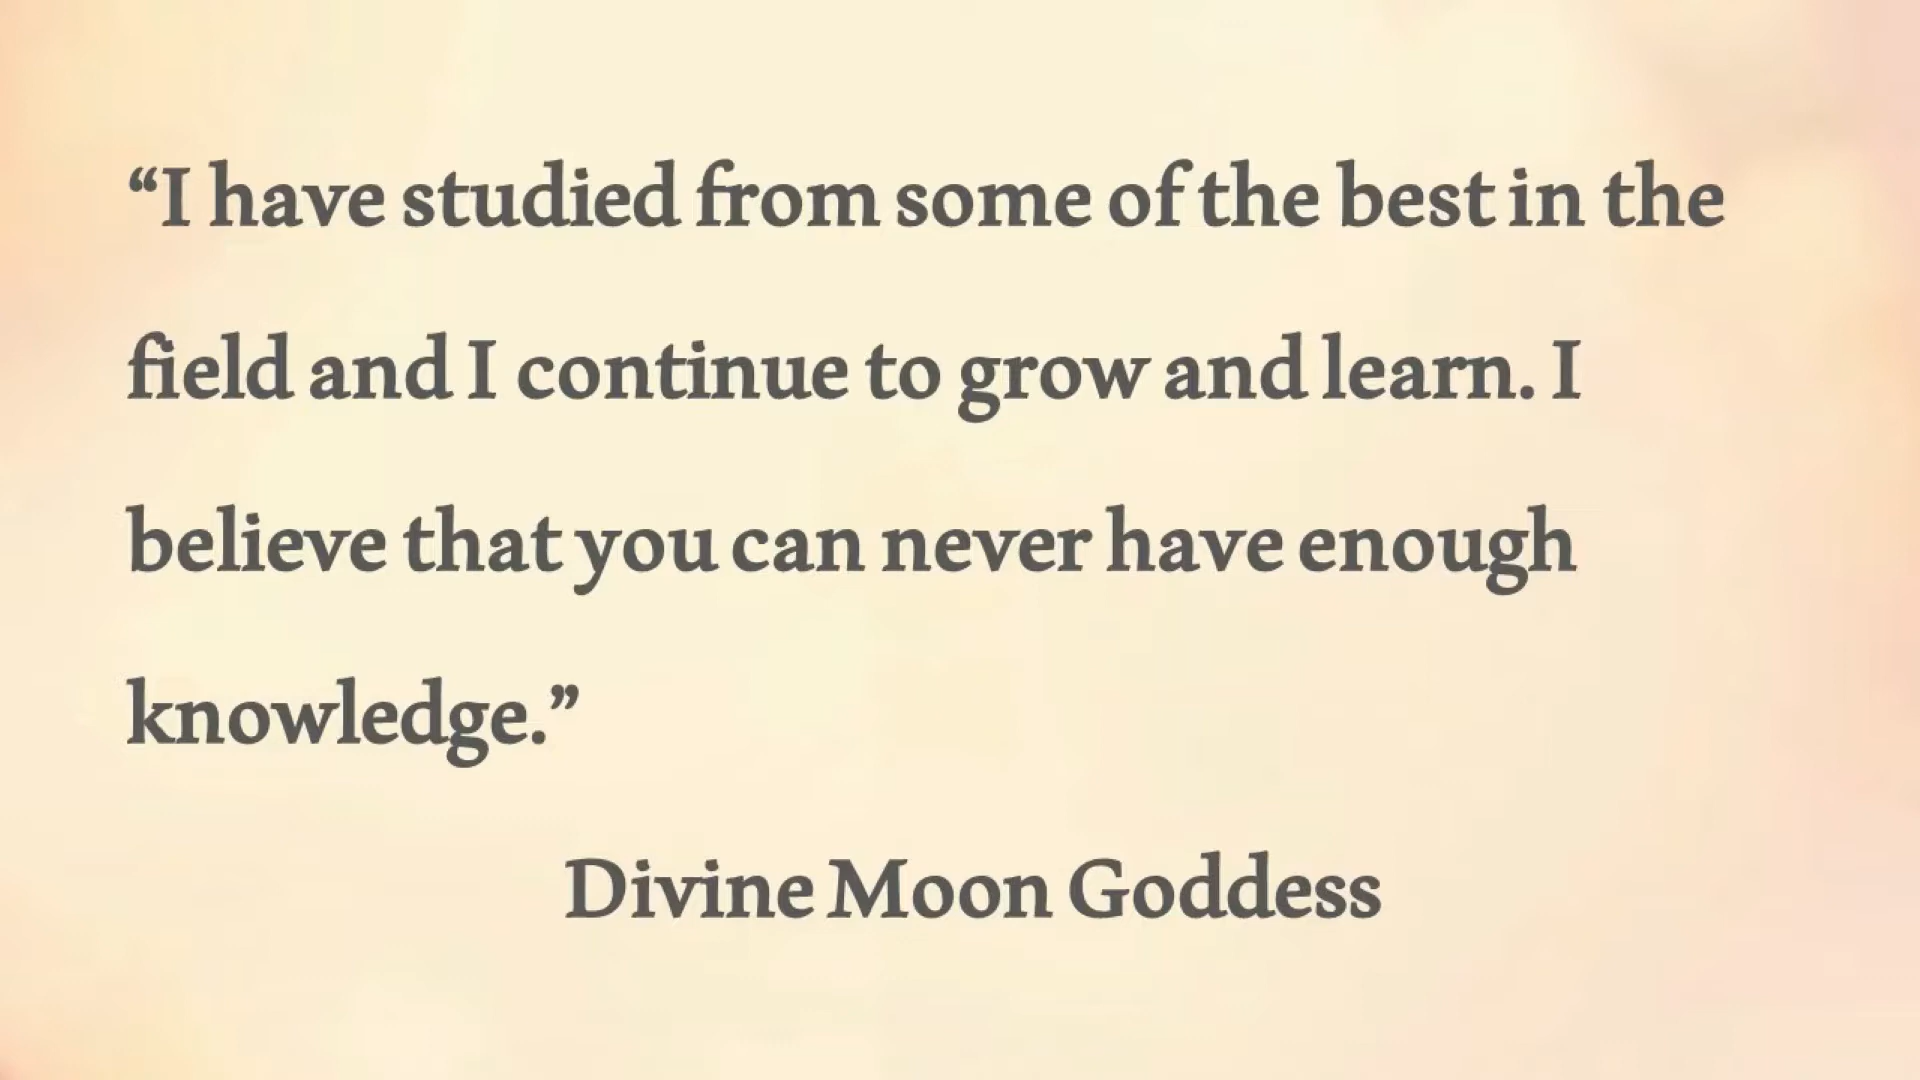 “I have studied from some of the best in the
field and I continue to grow and learn. I
believe that you can never have enough
knowledge.”
Divine Moon Goddess